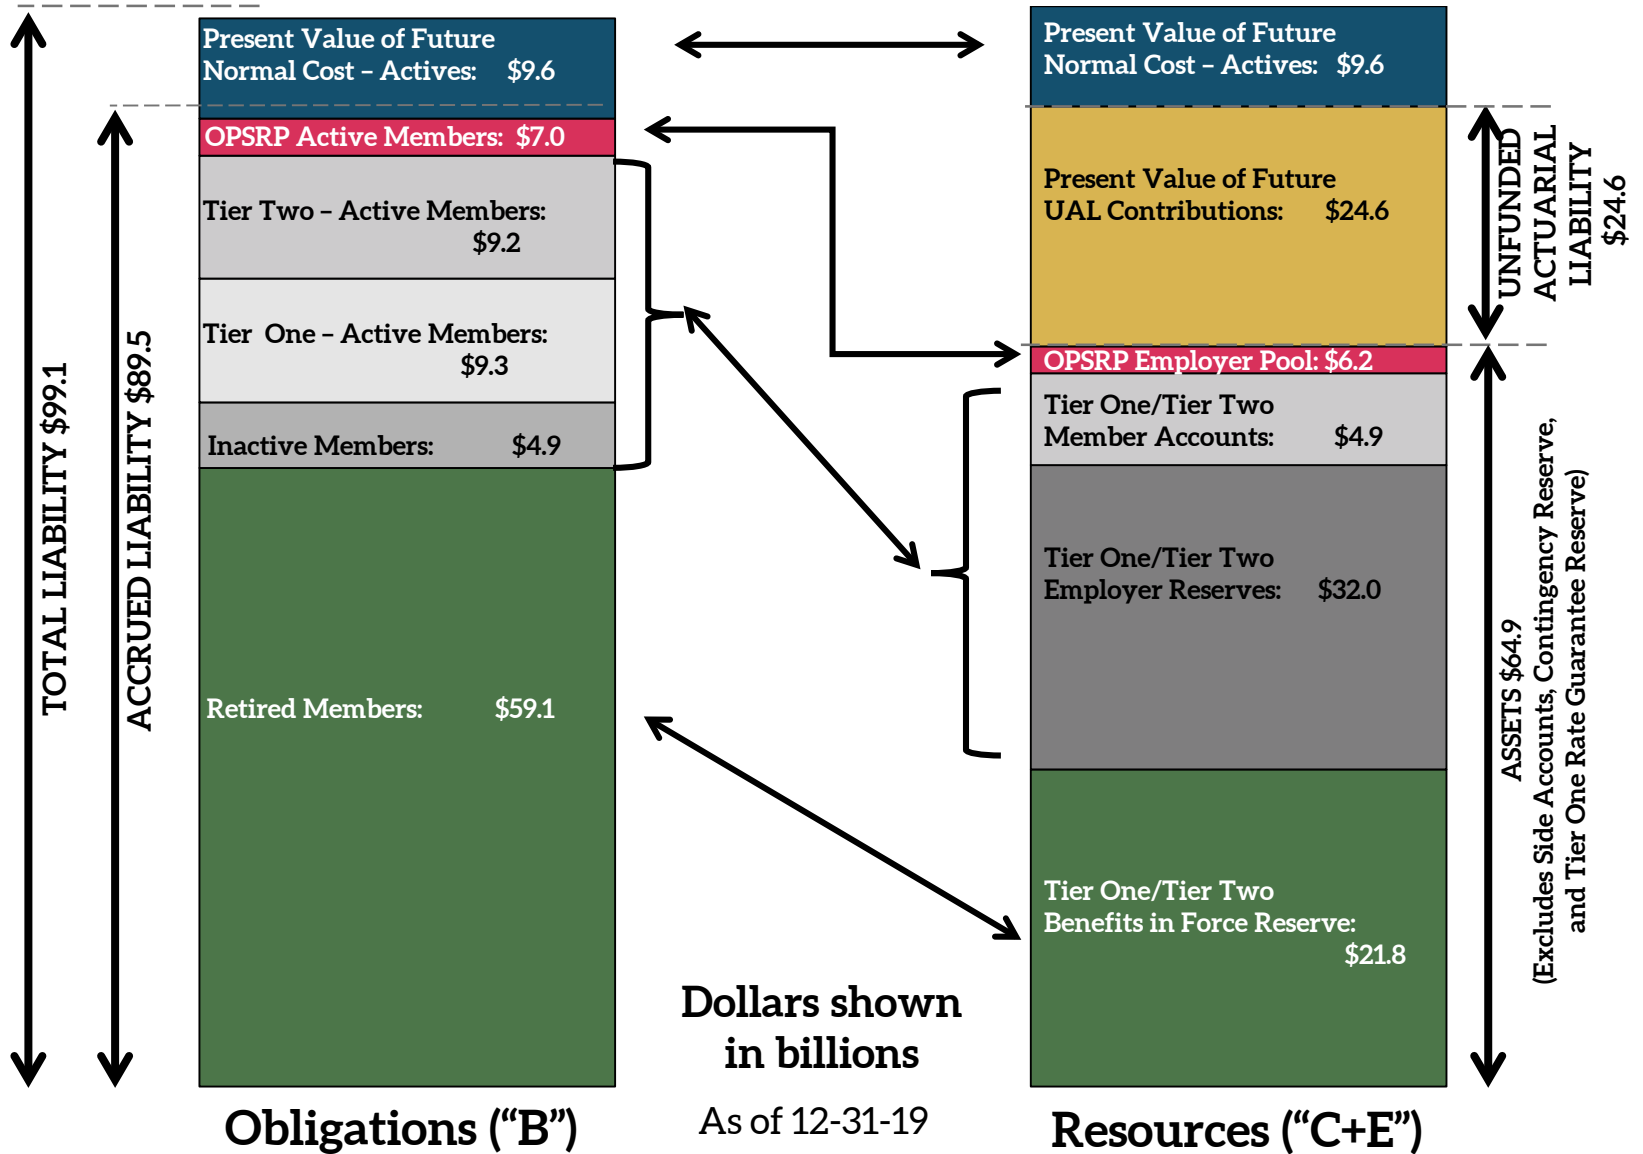 TOTAL LIABILITY $99.1
ACCRUED LIABILITY $89.5
Present Value of Future
Normal Cost – Actives: $9.6
OPSRP Active Members: $7.0
Tier Two – Active Members:
$9.2
Tier One – Active Members:
$9.3
Inactive Members: $4.9
Retired Members: $59.1
Obligations (“B”)
Dollars shown
in billions
As of 12-31-19
Present Value of Future
Normal Cost – Actives: $9.6
Present Value of Future
UAL Contributions: $24.6
OPSRP Employer Pool: $6.2
Tier One/Tier Two
Member Accounts: $4.9
Tier One/Tier Two
Employer Reserves: $32.0
Tier One/Tier Two
Benefits in Force Reserve:
$21.8
Resources (“C+E”)
UNFUNDED
ACTUARIAL
LIABILITY
$24.6
ASSETS $64.9
(Excludes Side Accounts, Contingency Reserve,
and Tier One Rate Guarantee Reserve)